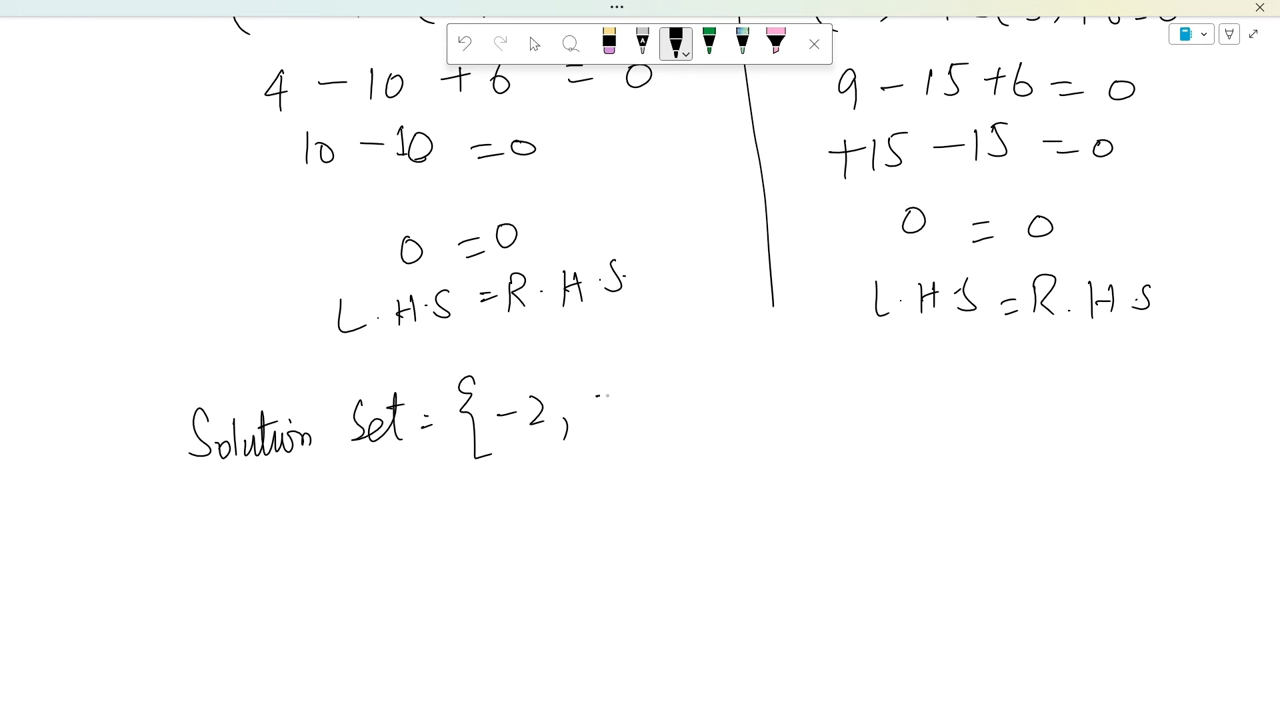 4 - 10 + 6 = 0
10 - 10 = 0
0 = 0
L.H.S = R.H.S.
9 - 15 + 6 = 0
+15 - 15 = 0
0 = 0
L.H.S = R.H.S
Solution Set = { -2,